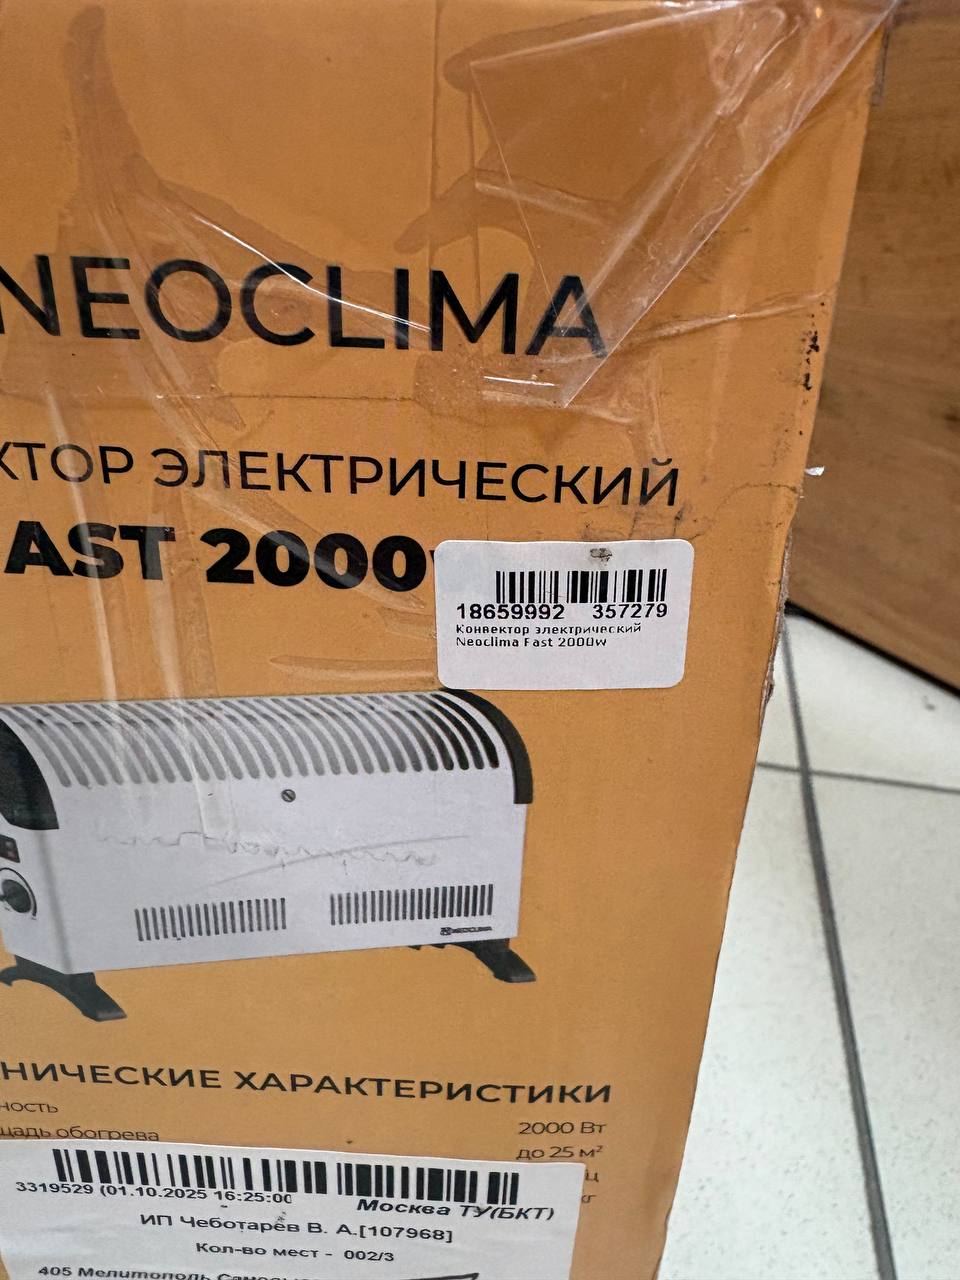 NEOCLIMA
КТОР ЭЛЕКТРИЧЕСКИЙ
AST 2000
18659992 357279
Конвектор электрический
Neoclima Fast 2000w
NEOCLIMA
НИЧЕСКИЕ ХАРАКТЕРИСТИКИ
ность 2000 Вт
щадь обогрева до 25 м²
ц
кг
3319529 (01.10.2025 16:25:00
Москва ТУ(БКТ)
ИП Чеботарев В. А.[107968]
Кол-во мест - 002/3
405 Мелитополь